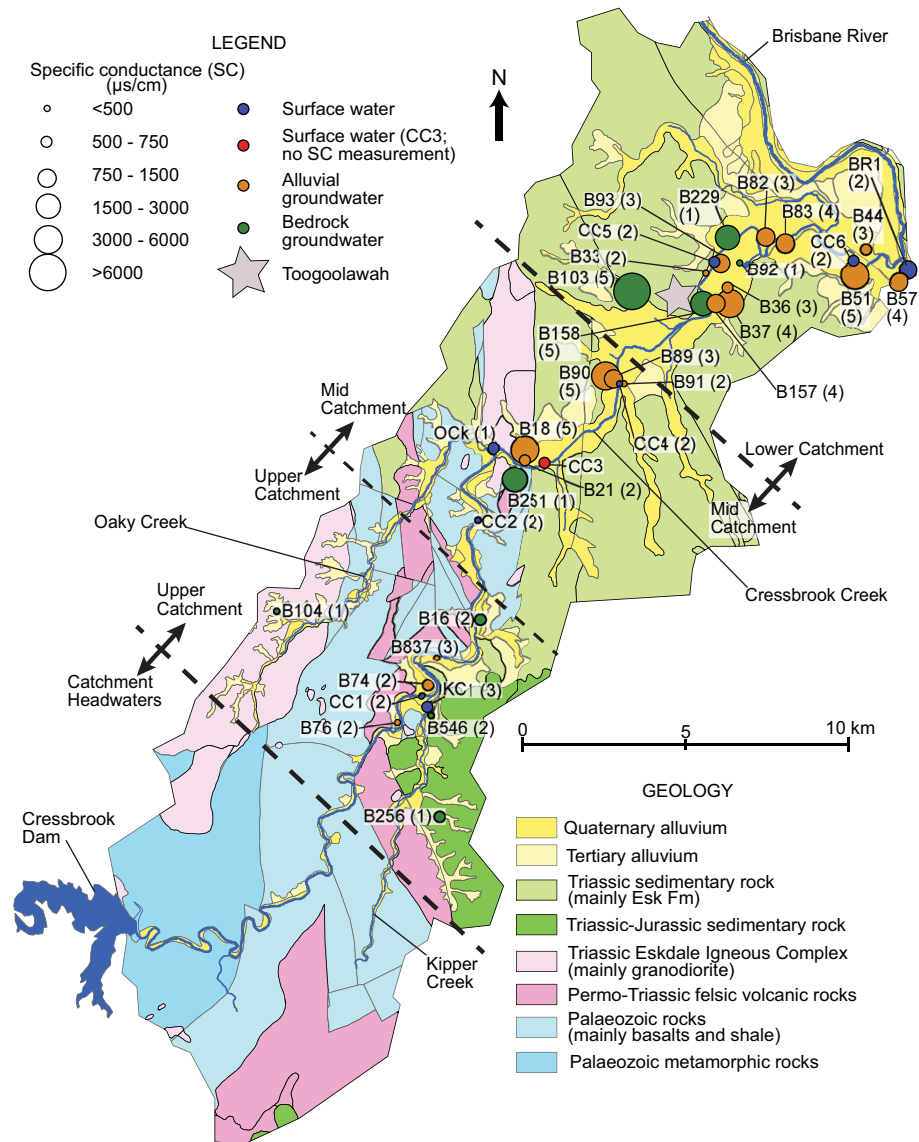 LEGEND
Specific conductance (SC)
(µs/cm)
<500
500 - 750
750 - 1500
1500 - 3000
3000 - 6000
>6000
Surface water
Surface water (CC3;
no SC measurement)
Alluvial
groundwater
Bedrock
groundwater
Toogoolawah
N
Brisbane River
BR1
(2)
B82 (3)
B93 (3)
B229
(1)
B83 (4)
B44
(3)
CC5 (2)
CC6
(2)
B33 (2)
B92 (1)
B103 (5)
B36 (3)
B51
(5)
B57
(4)
B37 (4)
B158
(5)
B89 (3)
B90
(5)
B91 (2)
B157 (4)
Mid
Catchment
Upper
Catchment
OCk (1)
B18 (5)
CC4 (2)
Lower Catchment
CC3
B21 (2)
B251 (1)
Mid
Catchment
CC2 (2)
Oaky Creek
Cressbrook Creek
Upper
Catchment
B104 (1)
B16 (2)
B837 (3)
Catchment
Headwaters
B74 (2)
KC1 (3)
CC1 (2)
B76 (2)
B546 (2)
0
5
10 km
B256 (1)
Cressbrook
Dam
Kipper
Creek
GEOLOGY
Quaternary alluvium
Tertiary alluvium
Triassic sedimentary rock
(mainly Esk Fm)
Triassic-Jurassic sedimentary rock
Triassic Eskdale Igneous Complex
(mainly granodiorite)
Permo-Triassic felsic volcanic rocks
Palaeozoic rocks
(mainly basalts and shale)
Palaeozoic metamorphic rocks